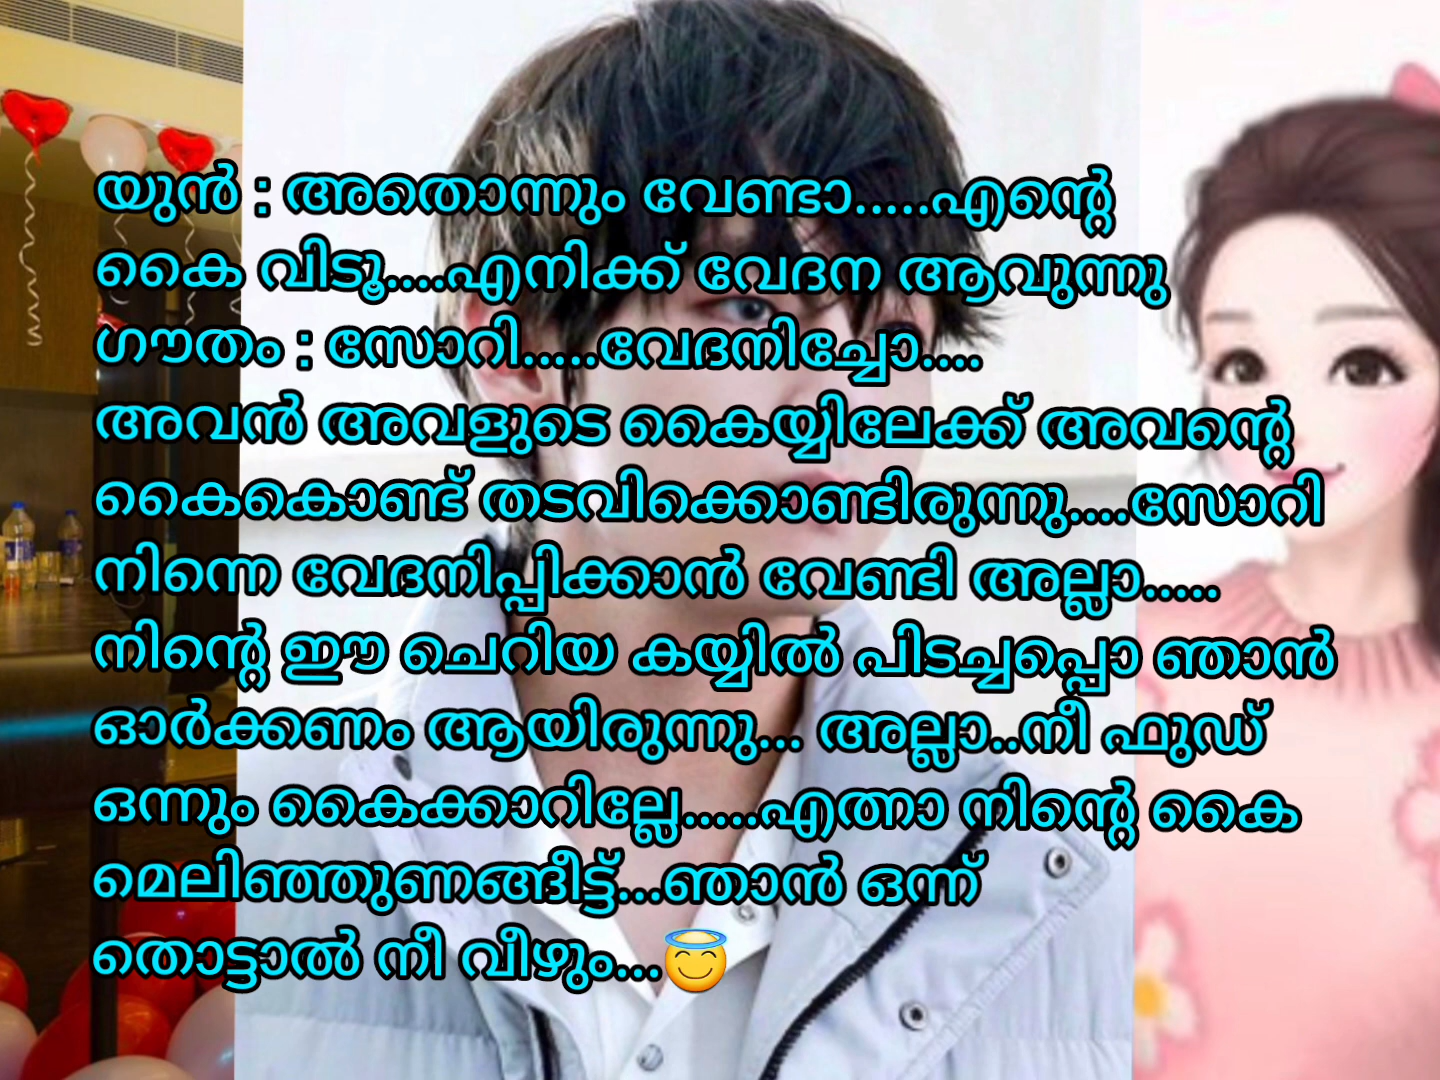 യുൻ : അതൊന്നും വേണ്ടാ.....എന്റെ
കൈ വിടൂ....എനിക്ക് വേദന ആവുന്നു
ഗൗതം : സോറി.....വേദനിച്ചോ....
അവൻ അവളുടെ കൈയ്യിലേക്ക് അവന്റെ
കൈകൊണ്ട് തടവിക്കൊണ്ടിരുന്നു....സോറി
നിന്നെ വേദനിപ്പിക്കാൻ വേണ്ടി അല്ലാ.....
നിന്റെ ഈ ചെറിയ കയ്യിൽ പിടച്ചപ്പൊ ഞാൻ
ഓർക്കണം ആയിരുന്നു... അല്ലാ..നീ ഫുഡ്
ഒന്നും കൈക്കാറില്ലേ.....എത്നാ നിന്റെ കൈ
മെലിഞ്ഞുണങ്ങീട്ട്...ഞാൻ ഒന്ന്
തൊട്ടാൽ നീ വീഴും...😇